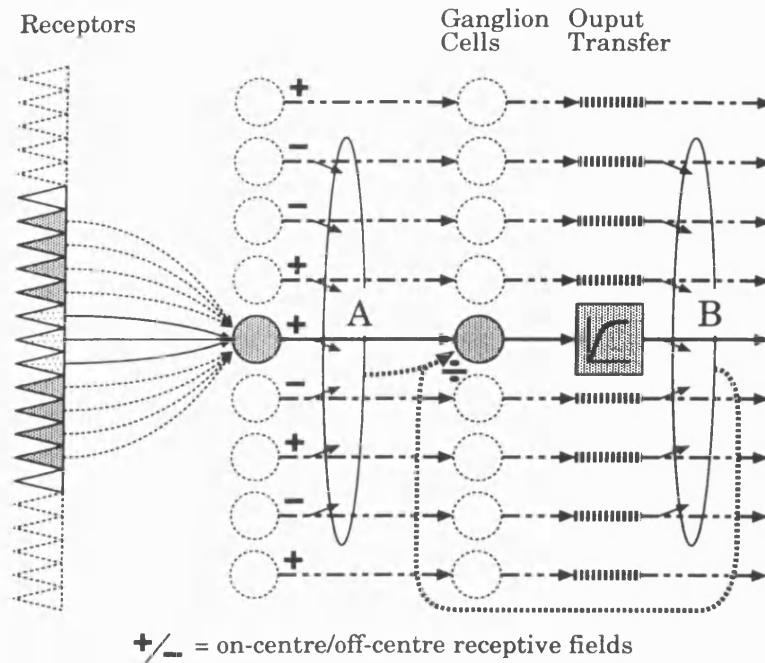 Receptors
Ganglion
Cells
Ouput
Transfer
+
−
−
+
A
+
÷
B
−
+
−
+
+/− = on-centre/off-centre receptive fields